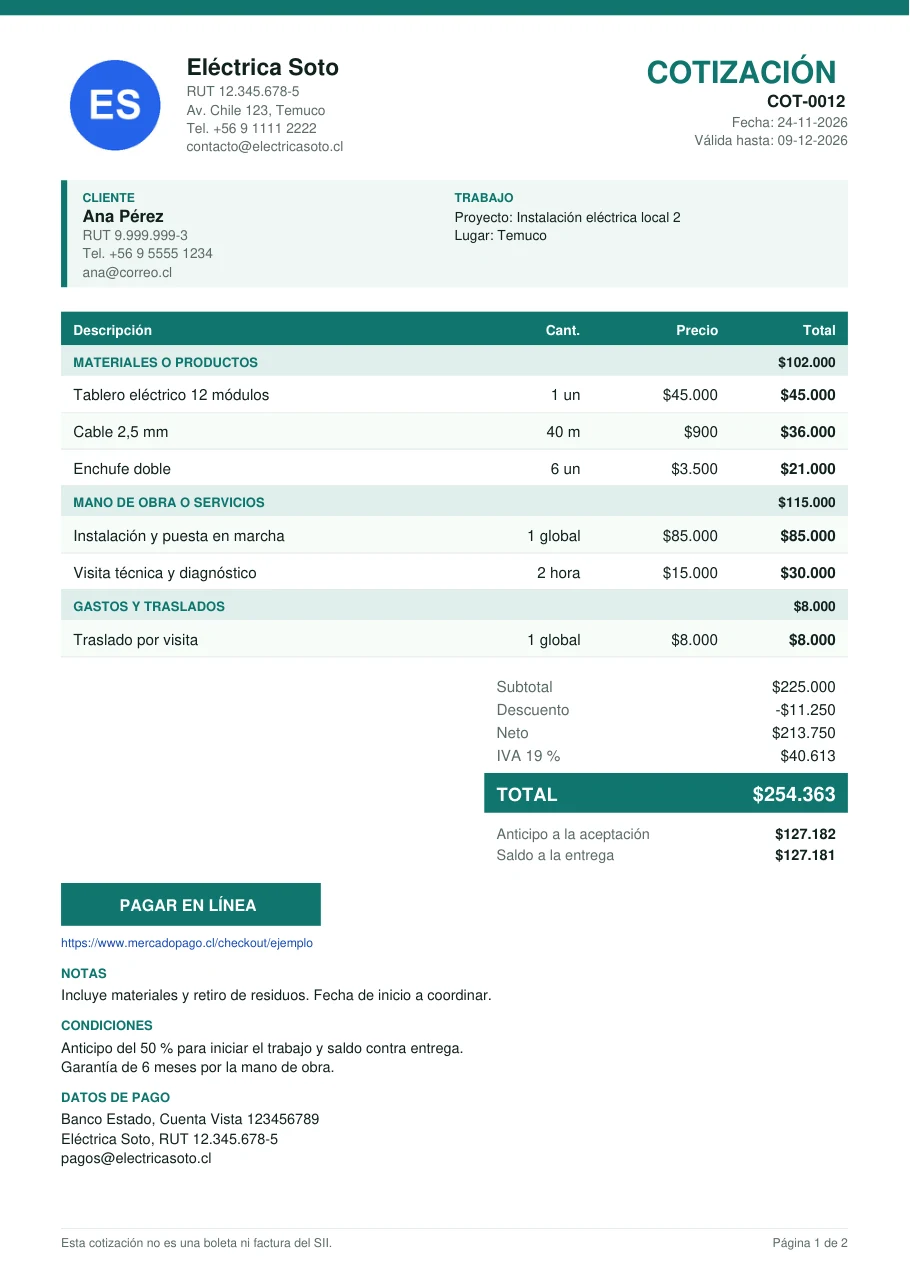 ES
Eléctrica Soto
RUT 12.345.678-5
Av. Chile 123, Temuco
Tel. +56 9 1111 2222
contacto@electricasoto.cl
COTIZACIÓN
COT-0012
Fecha: 24-11-2026
Válida hasta: 09-12-2026
CLIENTE
Ana Pérez
RUT 9.999.999-3
Tel. +56 9 5555 1234
ana@correo.cl
TRABAJO
Proyecto: Instalación eléctrica local 2
Lugar: Temuco
Descripción Cant. Precio Total
MATERIALES O PRODUCTOS $102.000
Tablero eléctrico 12 módulos 1 un $45.000 $45.000
Cable 2,5 mm 40 m $900 $36.000
Enchufe doble 6 un $3.500 $21.000
MANO DE OBRA O SERVICIOS $115.000
Instalación y puesta en marcha 1 global $85.000 $85.000
Visita técnica y diagnóstico 2 hora $15.000 $30.000
GASTOS Y TRASLADOS $8.000
Traslado por visita 1 global $8.000 $8.000
Subtotal $225.000
Descuento -$11.250
Neto $213.750
IVA 19 % $40.613
TOTAL $254.363
Anticipo a la aceptación $127.182
Saldo a la entrega $127.181
PAGAR EN LÍNEA
https://www.mercadopago.cl/checkout/ejemplo
NOTAS
Incluye materiales y retiro de residuos. Fecha de inicio a coordinar.
CONDICIONES
Anticipo del 50 % para iniciar el trabajo y saldo contra entrega.
Garantía de 6 meses por la mano de obra.
DATOS DE PAGO
Banco Estado, Cuenta Vista 123456789
Eléctrica Soto, RUT 12.345.678-5
pagos@electricasoto.cl
Esta cotización no es una boleta ni factura del SII. Página 1 de 2